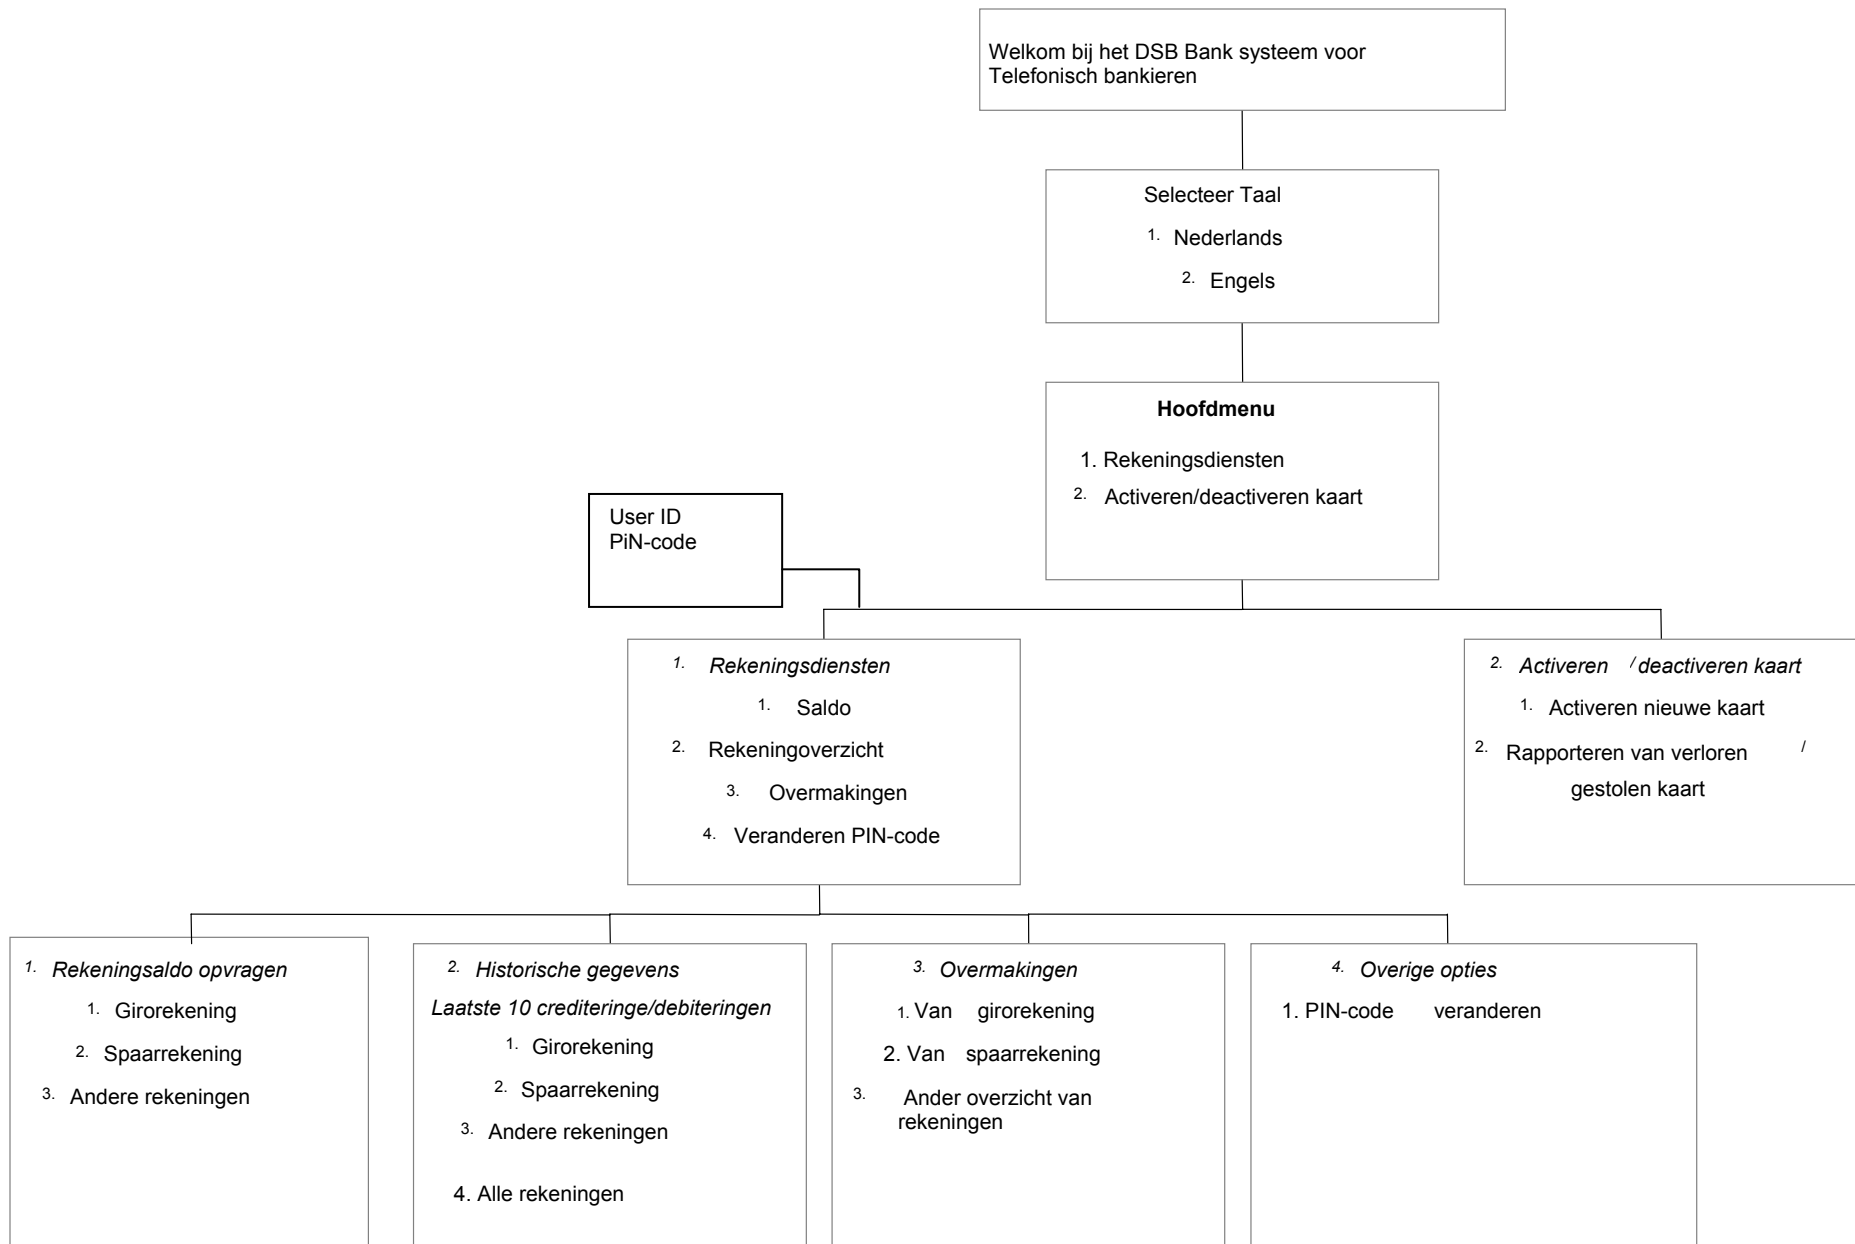 Welkom bij het DSB Bank systeem voor
Telefonisch bankieren
Selecteer Taal
1. Nederlands
2. Engels
Hoofdmenu
1. Rekeningsdiensten
2. Activeren/deactiveren kaart
User ID
PiN-code
1. Rekeningsdiensten
1. Saldo
2. Rekeningoverzicht
3. Overmakingen
4. Veranderen PIN-code
2. Activeren / deactiveren kaart
1. Activeren nieuwe kaart
2. Rapporteren van verloren /
gestolen kaart
1. Rekeningsaldo opvragen
1. Girorekening
2. Spaarrekening
3. Andere rekeningen
2. Historische gegevens
Laatste 10 crediteringe/debiteringen
1. Girorekening
2. Spaarrekening
3. Andere rekeningen
4. Alle rekeningen
3. Overmakingen
1. Van girorekening
2. Van spaarrekening
3. Ander overzicht van
rekeningen
4. Overige opties
1. PIN-code veranderen